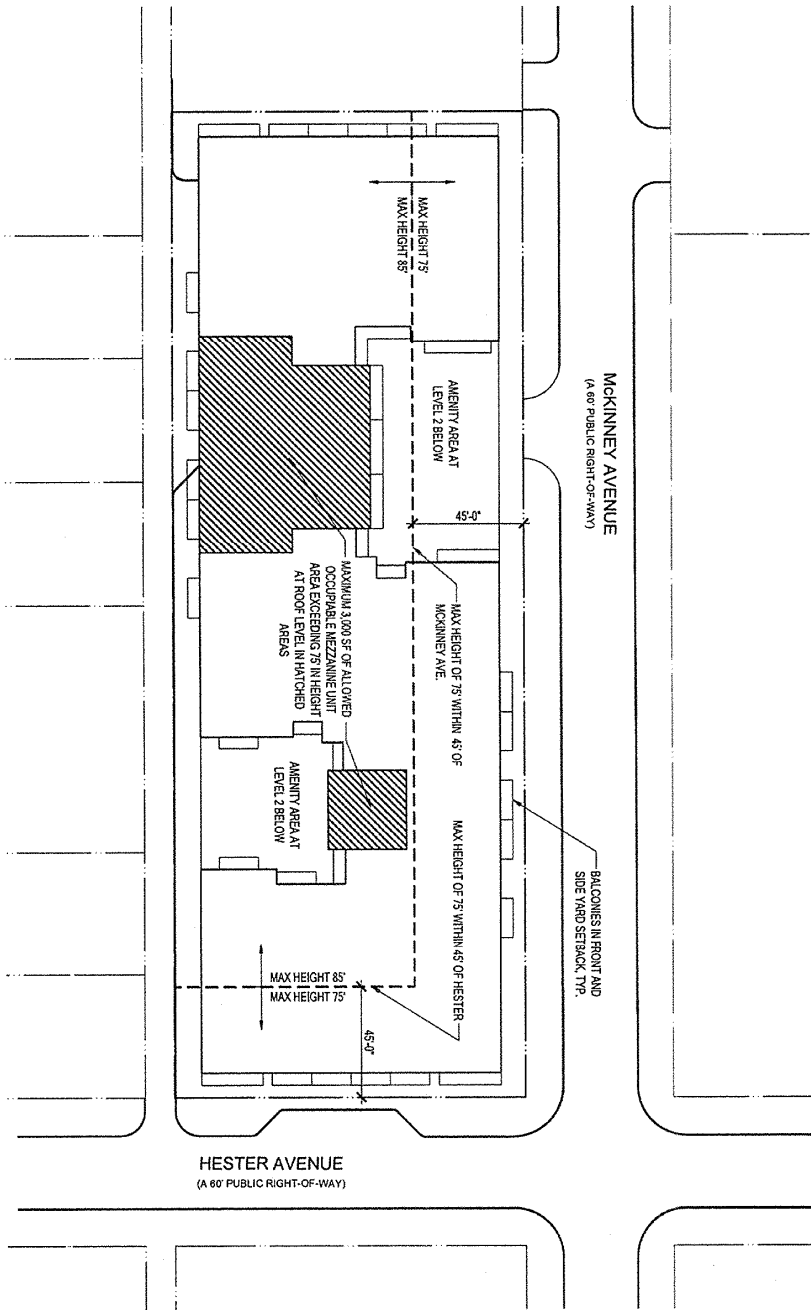 McKINNEY AVENUE
(A 60' PUBLIC RIGHT-OF-WAY)
MAX HEIGHT 75'
MAX HEIGHT 85'
AMENITY AREA AT
LEVEL 2 BELOW
45'-0"
MAX HEIGHT OF 75' WITHIN 45' OF
MCKINNEY AVE.
MAXIMUM 3,000 SF OF ALLOWED
OCCUPIABLE MEZZANINE UNIT
AREA EXCEEDING 75' IN HEIGHT
AT ROOF LEVEL IN HATCHED
AREAS
AMENITY AREA AT
LEVEL 2 BELOW
MAX HEIGHT OF 75' WITHIN 45' OF HESTER
BALCONIES IN FRONT AND
SIDE YARD SETBACK, TYP.
MAX HEIGHT 85'
MAX HEIGHT 75'
45'-0"
HESTER AVENUE
(A 60' PUBLIC RIGHT-OF-WAY)